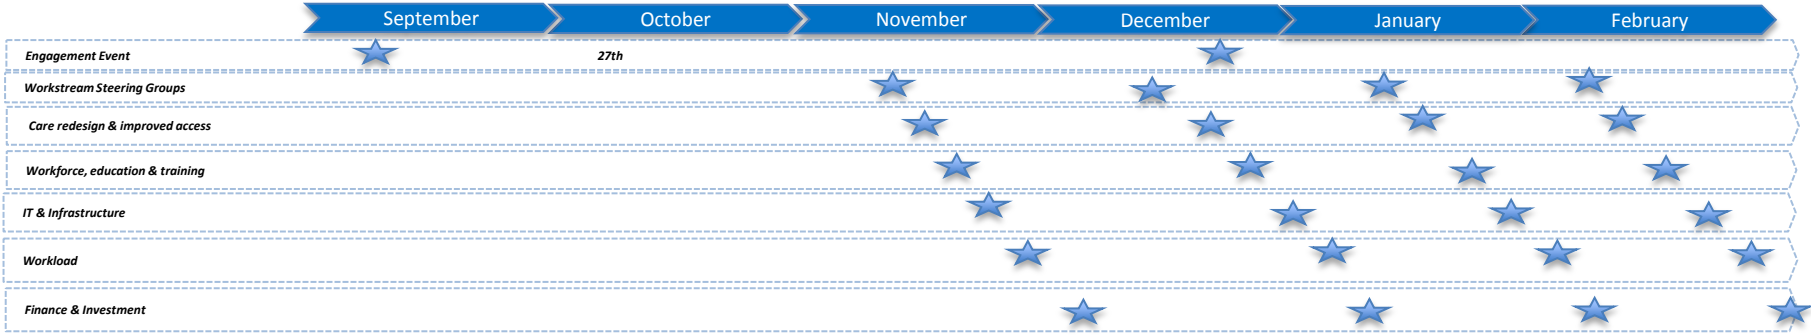 September October November December January February
Engagement Event 27th
Workstream Steering Groups
Care redesign & improved access
Workforce, education & training
IT & Infrastructure
Workload
Finance & Investment